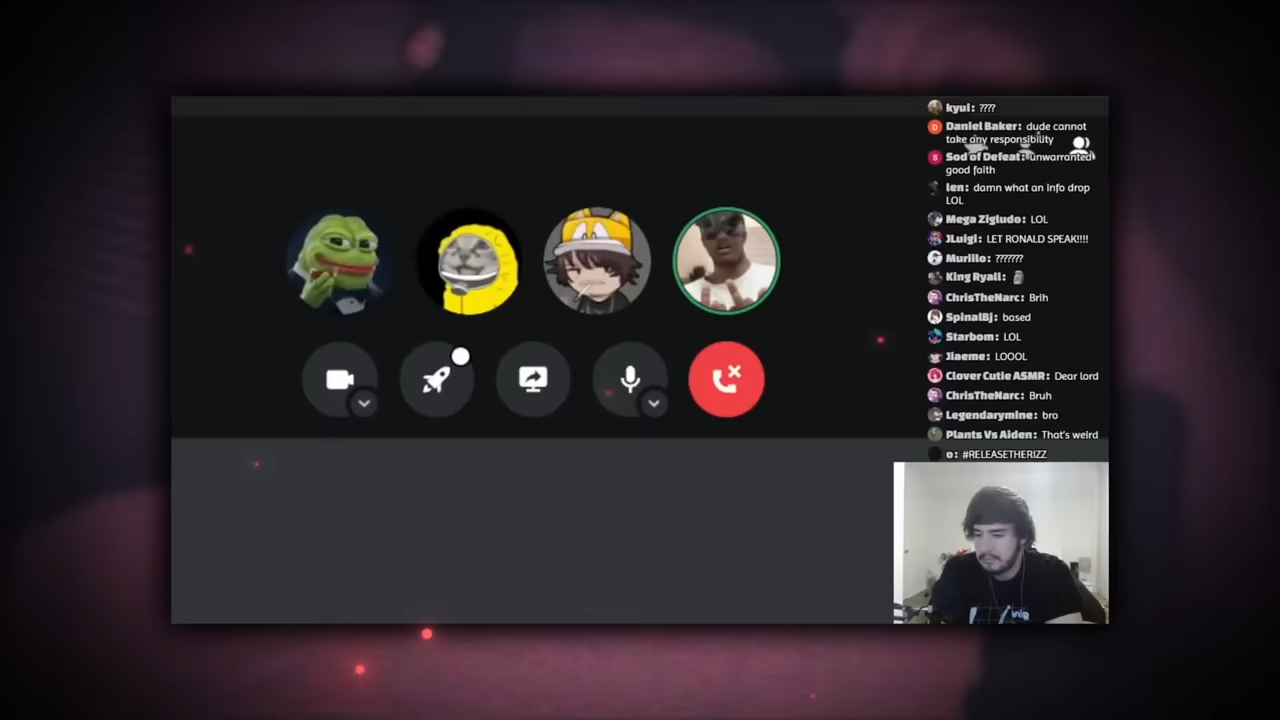 kyui: ????
Daniel Baker: dude cannot
take any responsibility
Sod of Defeat: unwarranted
good faith
len: damn what an info drop
LOL
Mega Zigludo: LOL
JLuigi: LET RONALD SPEAK!!!!
Murillo: ???????
King Ryall:
ChrisTheNarc: Brih
SpinalBj: based
Starbom: LOL
Jiaeme: LOOOL
Clover Cutie ASMR: Dear lord
ChrisTheNarc: Bruh
Legendarymine: bro
Plants Vs Aiden: That's weird
o: #RELEASETHERIZZ